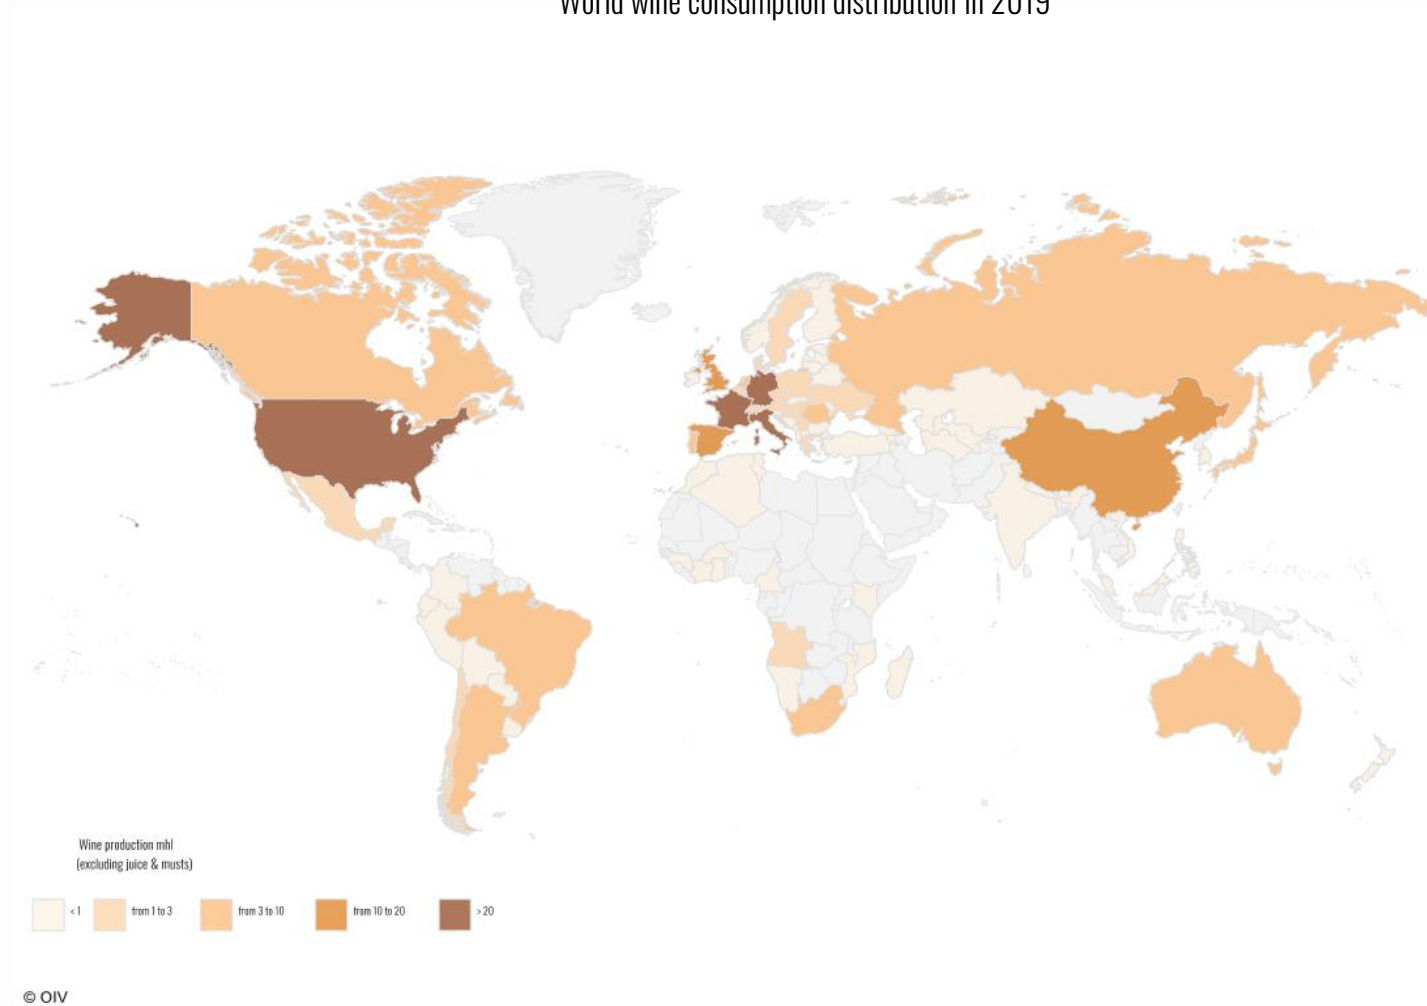 World wine consumption distribution in 2019
Wine production mhl
(excluding juice & musts)
< 1
from 1 to 3
from 3 to 10
from 10 to 20
> 20
© OIV